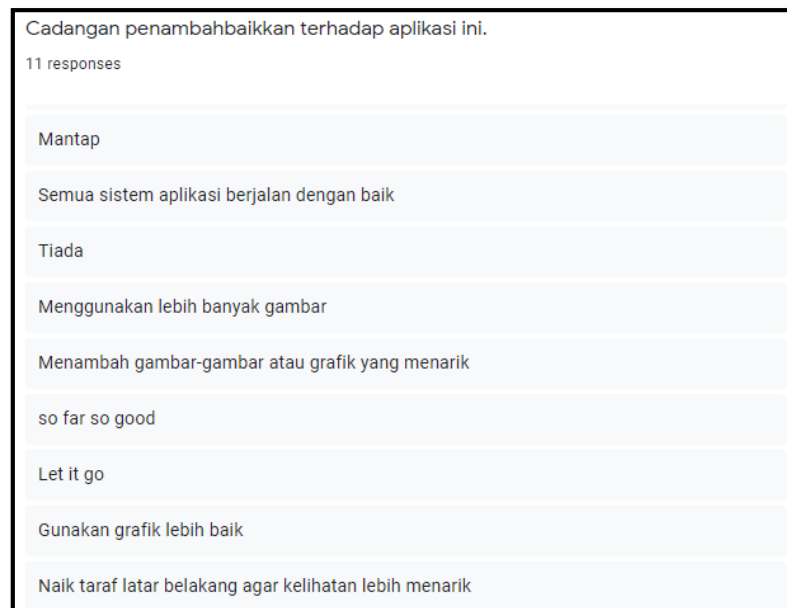 Cadangan penambahbaikkan terhadap aplikasi ini.
11 responses
Mantap
Semua sistem aplikasi berjalan dengan baik
Tiada
Menggunakan lebih banyak gambar
Menambah gambar-gambar atau grafik yang menarik
so far so good
Let it go
Gunakan grafik lebih baik
Naik taraf latar belakang agar kelihatan lebih menarik